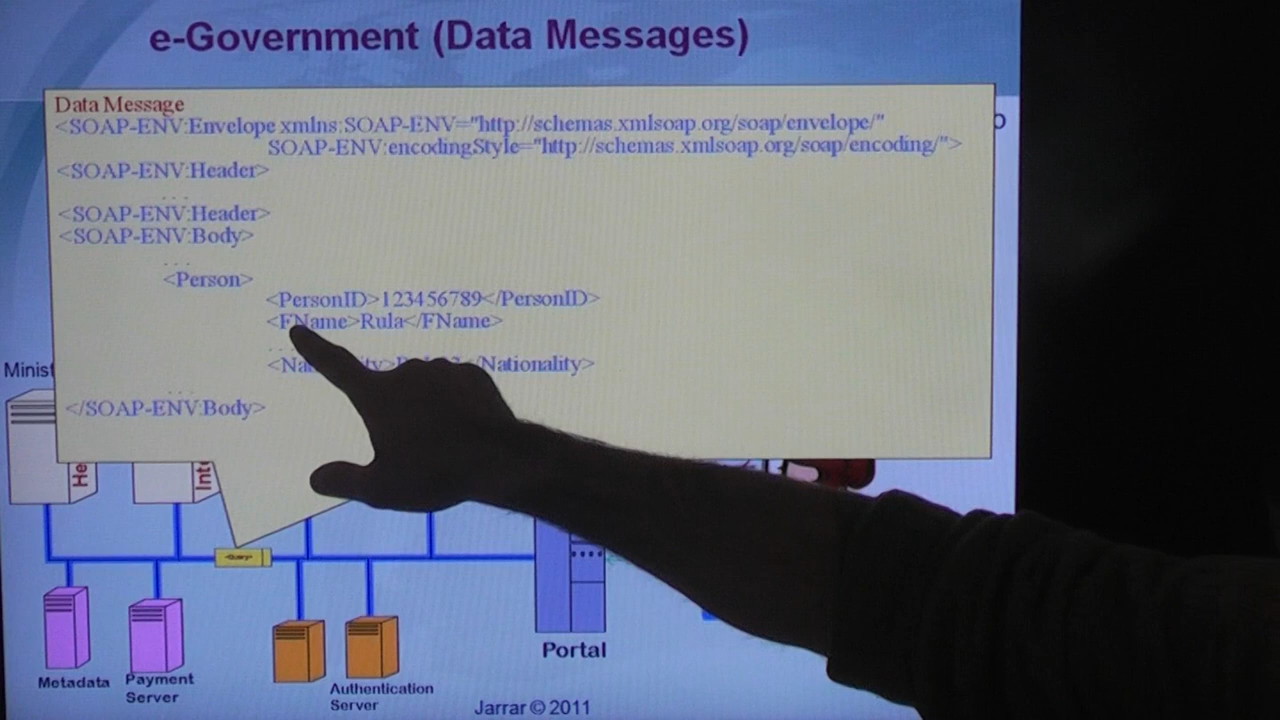 e-Government (Data Messages)
Data Message
<SOAP-ENV:Envelope xmlns:SOAP-ENV="http://schemas.xmlsoap.org/soap/envelope/"
SOAP-ENV:encodingStyle="http://schemas.xmlsoap.org/soap/encoding/">
<SOAP-ENV:Header>
. . .
<SOAP-ENV:Header>
<SOAP-ENV:Body>
. . .
<Person>
<PersonID>123456789</PersonID>
<FName>Rula</FName>
. . .
</Nationality>
. . .
</SOAP-ENV:Body>
Portal
Metadata
Payment
Server
Authentication
Server
Jarrar © 2011